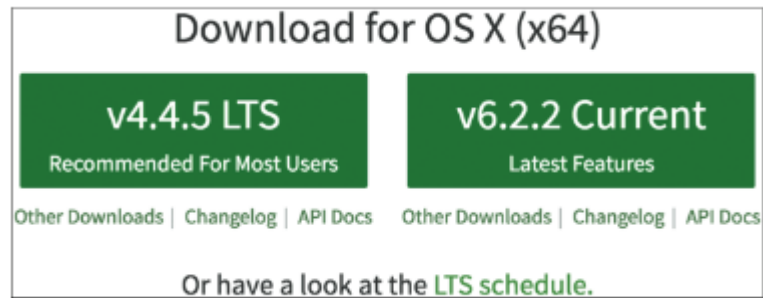 Download for OS X (x64)
v4.4.5 LTS
Recommended For Most Users
v6.2.2 Current
Latest Features
Other Downloads | Changelog | API Docs
Other Downloads | Changelog | API Docs
Or have a look at the LTS schedule.